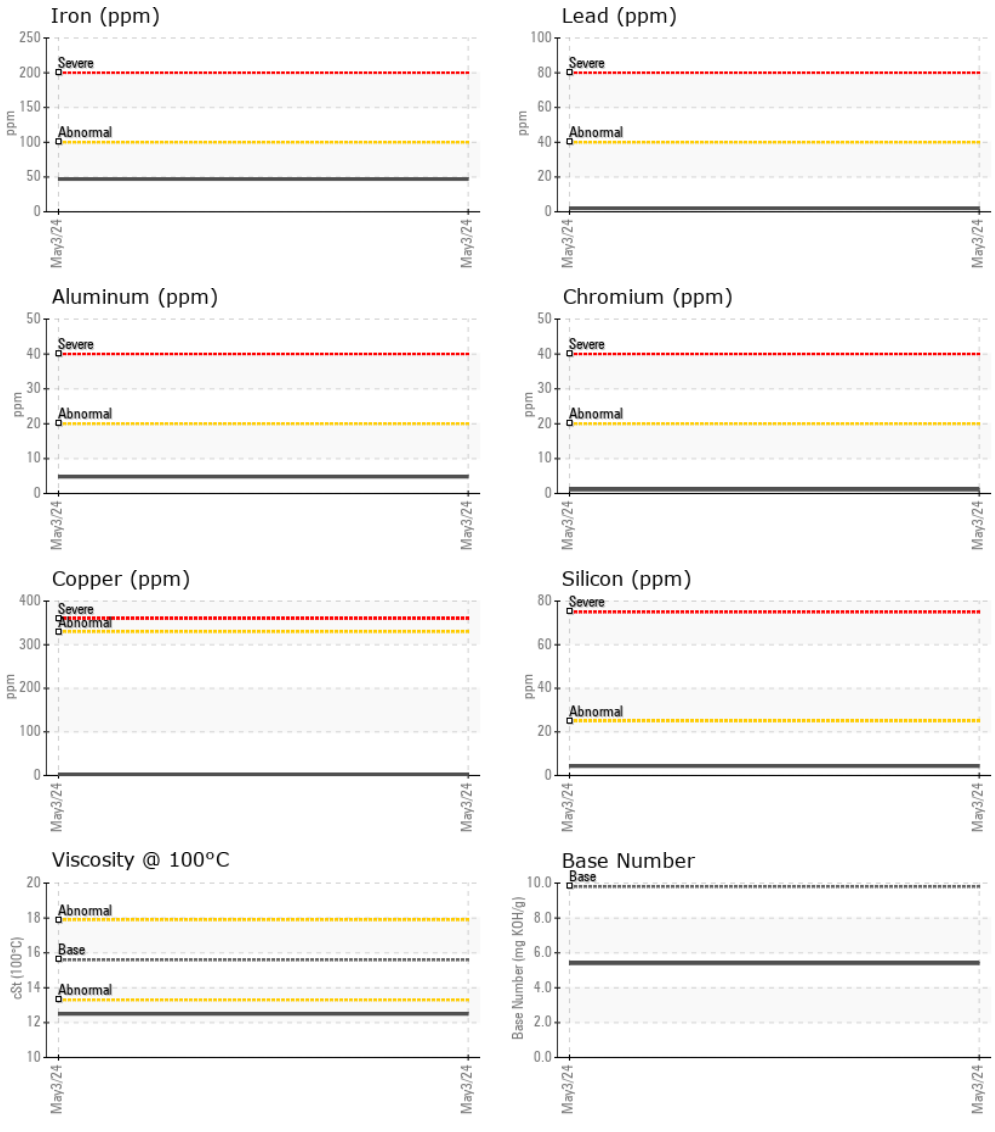 Iron (ppm)
250
200
150
100
50
0
ppm
Severe
Abnormal
May3/24
May3/24
Lead (ppm)
100
80
60
40
20
0
ppm
Severe
Abnormal
May3/24
May3/24
Aluminum (ppm)
50
40
30
20
10
0
ppm
Severe
Abnormal
May3/24
May3/24
Chromium (ppm)
50
40
30
20
10
0
ppm
Severe
Abnormal
May3/24
May3/24
Copper (ppm)
400
300
200
100
0
ppm
Severe
Abnormal
May3/24
May3/24
Silicon (ppm)
80
60
40
20
0
ppm
Severe
Abnormal
May3/24
May3/24
Viscosity @ 100°C
20
18
16
14
12
10
cSt (100°C)
Abnormal
Base
Abnormal
May3/24
May3/24
Base Number
10.0
8.0
6.0
4.0
2.0
0.0
Base Number (mg KOH/g)
Base
May3/24
May3/24